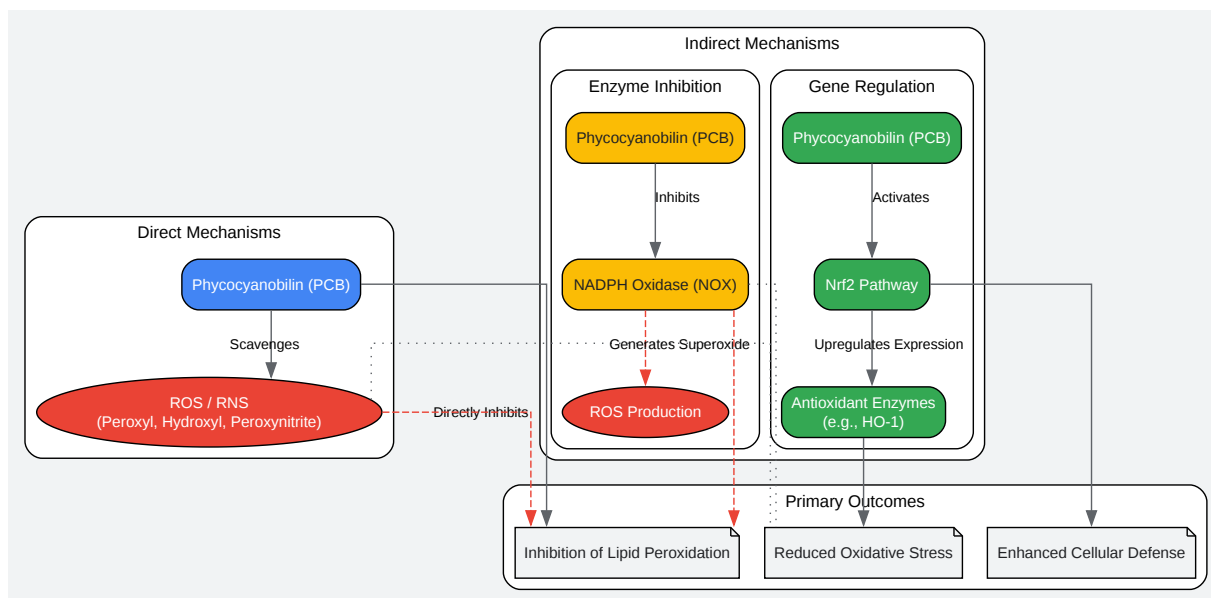 Indirect Mechanisms
Enzyme Inhibition
Gene Regulation
Phycocyanobilin (PCB)
Phycocyanobilin (PCB)
Inhibits
Activates
Direct Mechanisms
Phycocyanobilin (PCB)
NADPH Oxidase (NOX)
Nrf2 Pathway
Scavenges
Generates Superoxide
Upregulates Expression
ROS / RNS
(Peroxyl, Hydroxyl, Peroxynitrite)
Directly Inhibits
ROS Production
Antioxidant Enzymes
(e.g., HO-1)
Primary Outcomes
Inhibition of Lipid Peroxidation
Reduced Oxidative Stress
Enhanced Cellular Defense